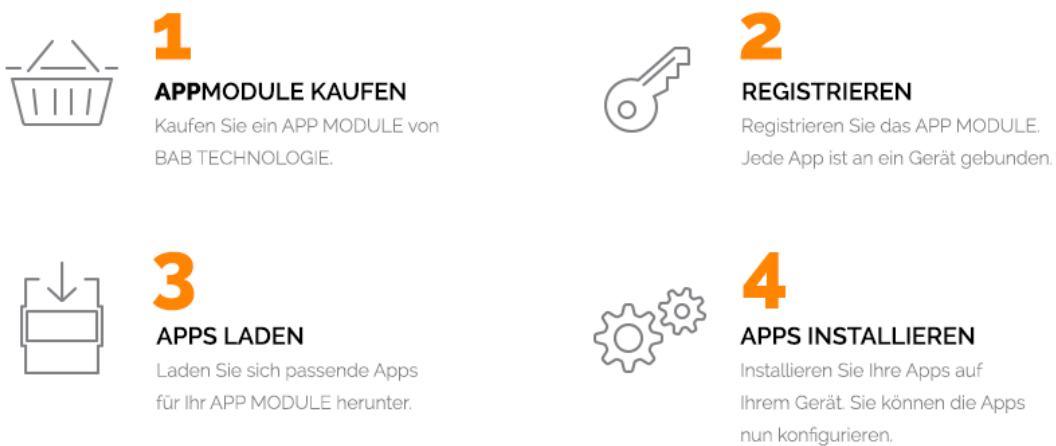 1
APPMODULE KAUFEN
Kaufen Sie ein APP MODULE von
BAB TECHNOLOGIE.
2
REGISTRIEREN
Registrieren Sie das APP MODULE.
Jede App ist an ein Gerät gebunden.
3
APPS LADEN
Laden Sie sich passende Apps
für Ihr APP MODULE herunter.
4
APPS INSTALLIEREN
Installieren Sie Ihre Apps auf
Ihrem Gerät. Sie können die Apps
nun konfigurieren.